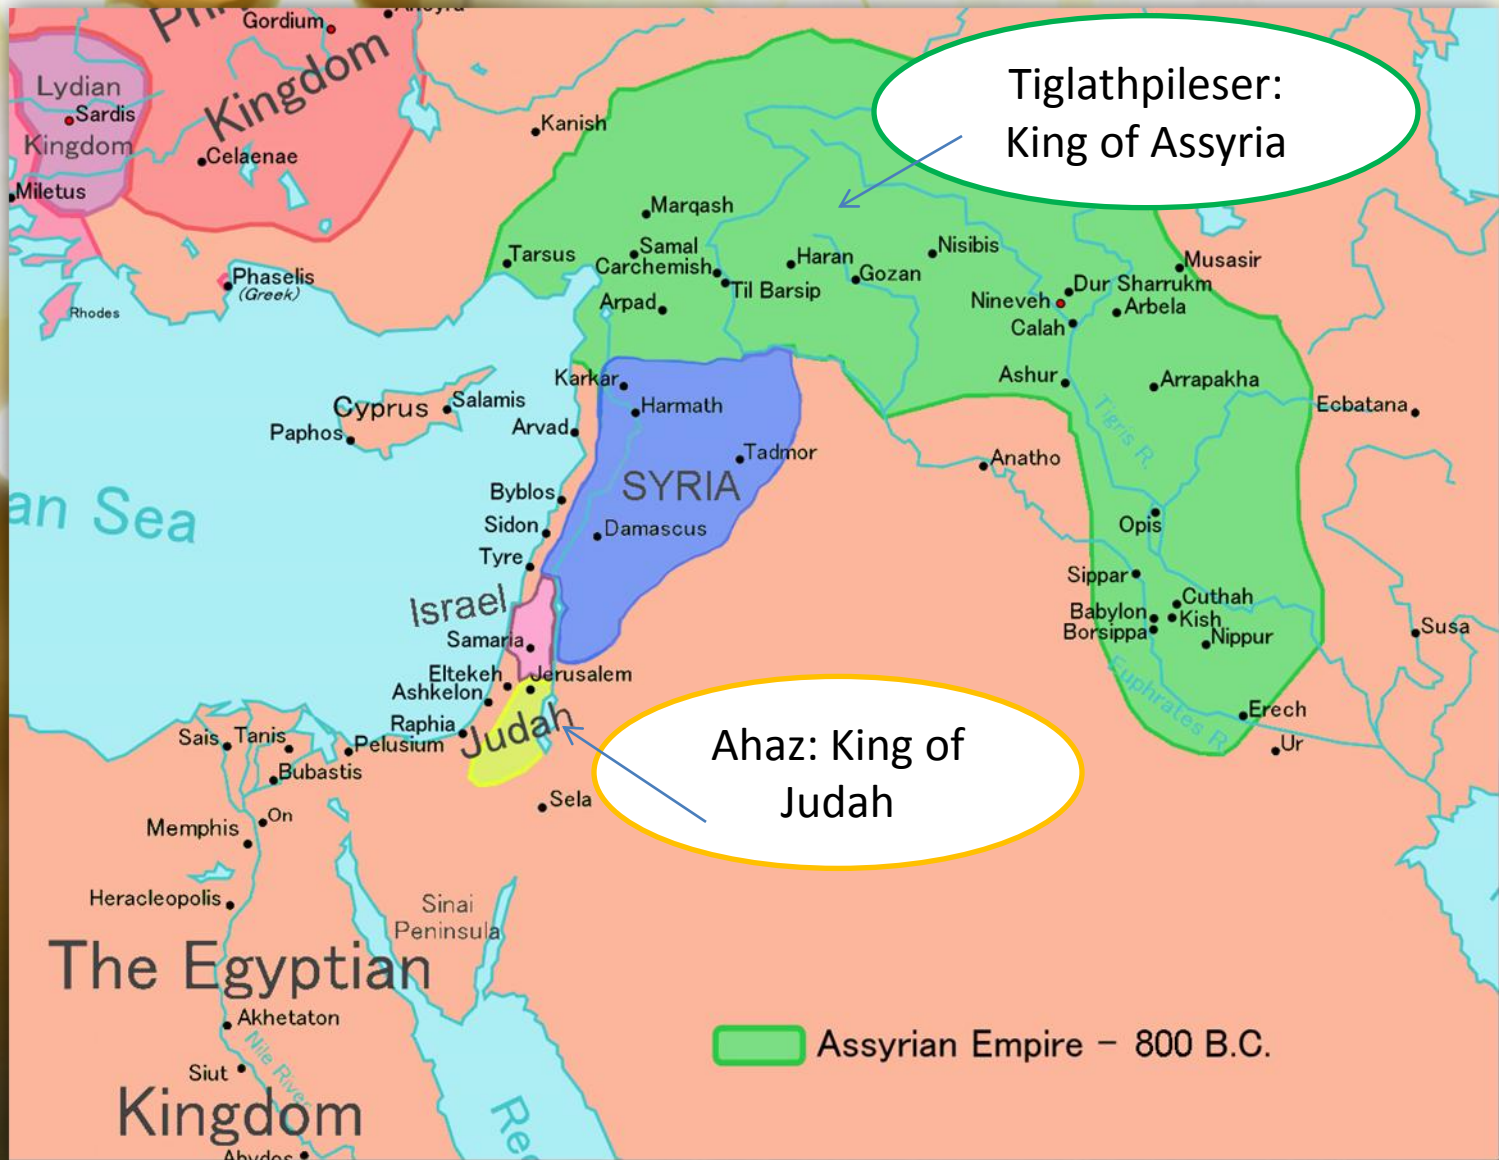 Gordium
Kingdom
Lydian
Sardis
Kingdom
Celaenae
Miletus
Kanish
Tiglathpileser:
King of Assyria
Marqash
Samal
Carchemish
Til Barsip
Haran
Gozan
Nisibis
Musasir
Dur Sharrukm
Nineveh
Arbela
Calah
Tarsus
Arpad
Phaselis
(Greek)
Rhodes
Karkar
Harmath
Ashur
Arrapakha
Ecbatana
Cyprus
Salamis
Paphos
Arvad
Tadmor
Anatho
Tigris R.
SYRIA
Byblos
Sidon
Damascus
Tyre
an Sea
Opis
Sippar
Cuthah
Babylon
Kish
Borsippa
Nippur
Susa
Israel
Samaria
Eltekeh
Jerusalem
Ashkelon
Raphia
Judah
Euphrates R.
Erech
Ur
Ahaz: King of
Judah
Sais
Tanis
Pelusium
Bubastis
Sela
On
Memphis
Heracleopolis
Sinai
Peninsula
The Egyptian
Kingdom
Akhetaton
Nile River
Siut
Abydos
Assyrian Empire – 800 B.C.